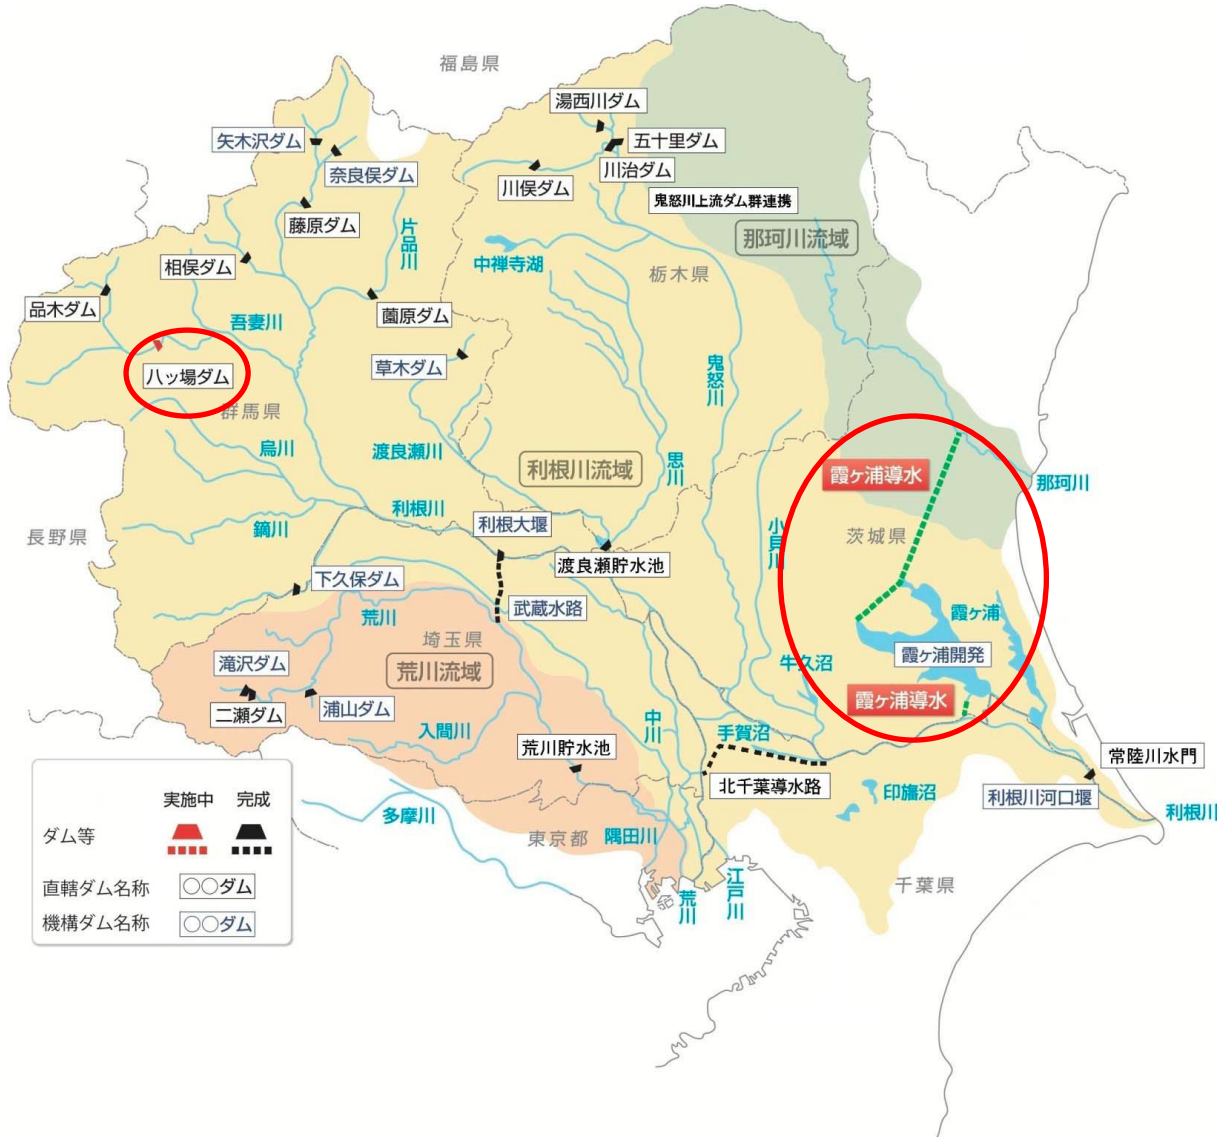 福島県
湯西川ダム
矢木沢ダム
五十里ダム
奈良俣ダム
川俣ダム
川治ダム
鬼怒川上流ダム群連携
藤原ダム
片品川
那珂川流域
相俣ダム
中禅寺湖
栃木県
品木ダム
吾妻川
薗原ダム
八ッ場ダム
草木ダム
鬼怒川
群馬県
烏川
渡良瀬川
利根川流域
思川
霞ヶ浦導水
那珂川
長野県
鏑川
利根川
利根大堰
小貝川
茨城県
渡良瀬貯水池
下久保ダム
荒川
武蔵水路
霞ヶ浦
埼玉県
荒川流域
滝沢ダム
牛久沼
霞ヶ浦開発
二瀬ダム
浦山ダム
霞ヶ浦導水
入間川
荒川貯水池
中川
手賀沼
常陸川水門
北千葉導水路
印旛沼
利根川河口堰
利根川
多摩川
東京都
隅田川
荒川
江戸川
千葉県
実施中 完成
ダム等
直轄ダム名称 〇〇ダム
機構ダム名称 〇〇ダム